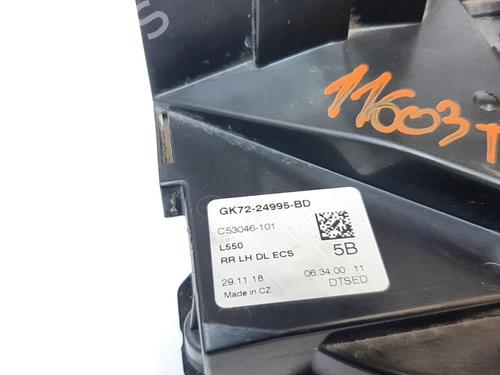 11603 T
GK72-24995-BD
C53046-101
L550
5B
RR LH DL ECS
29.11.18 06:34:00 11
Made in CZ DTSED